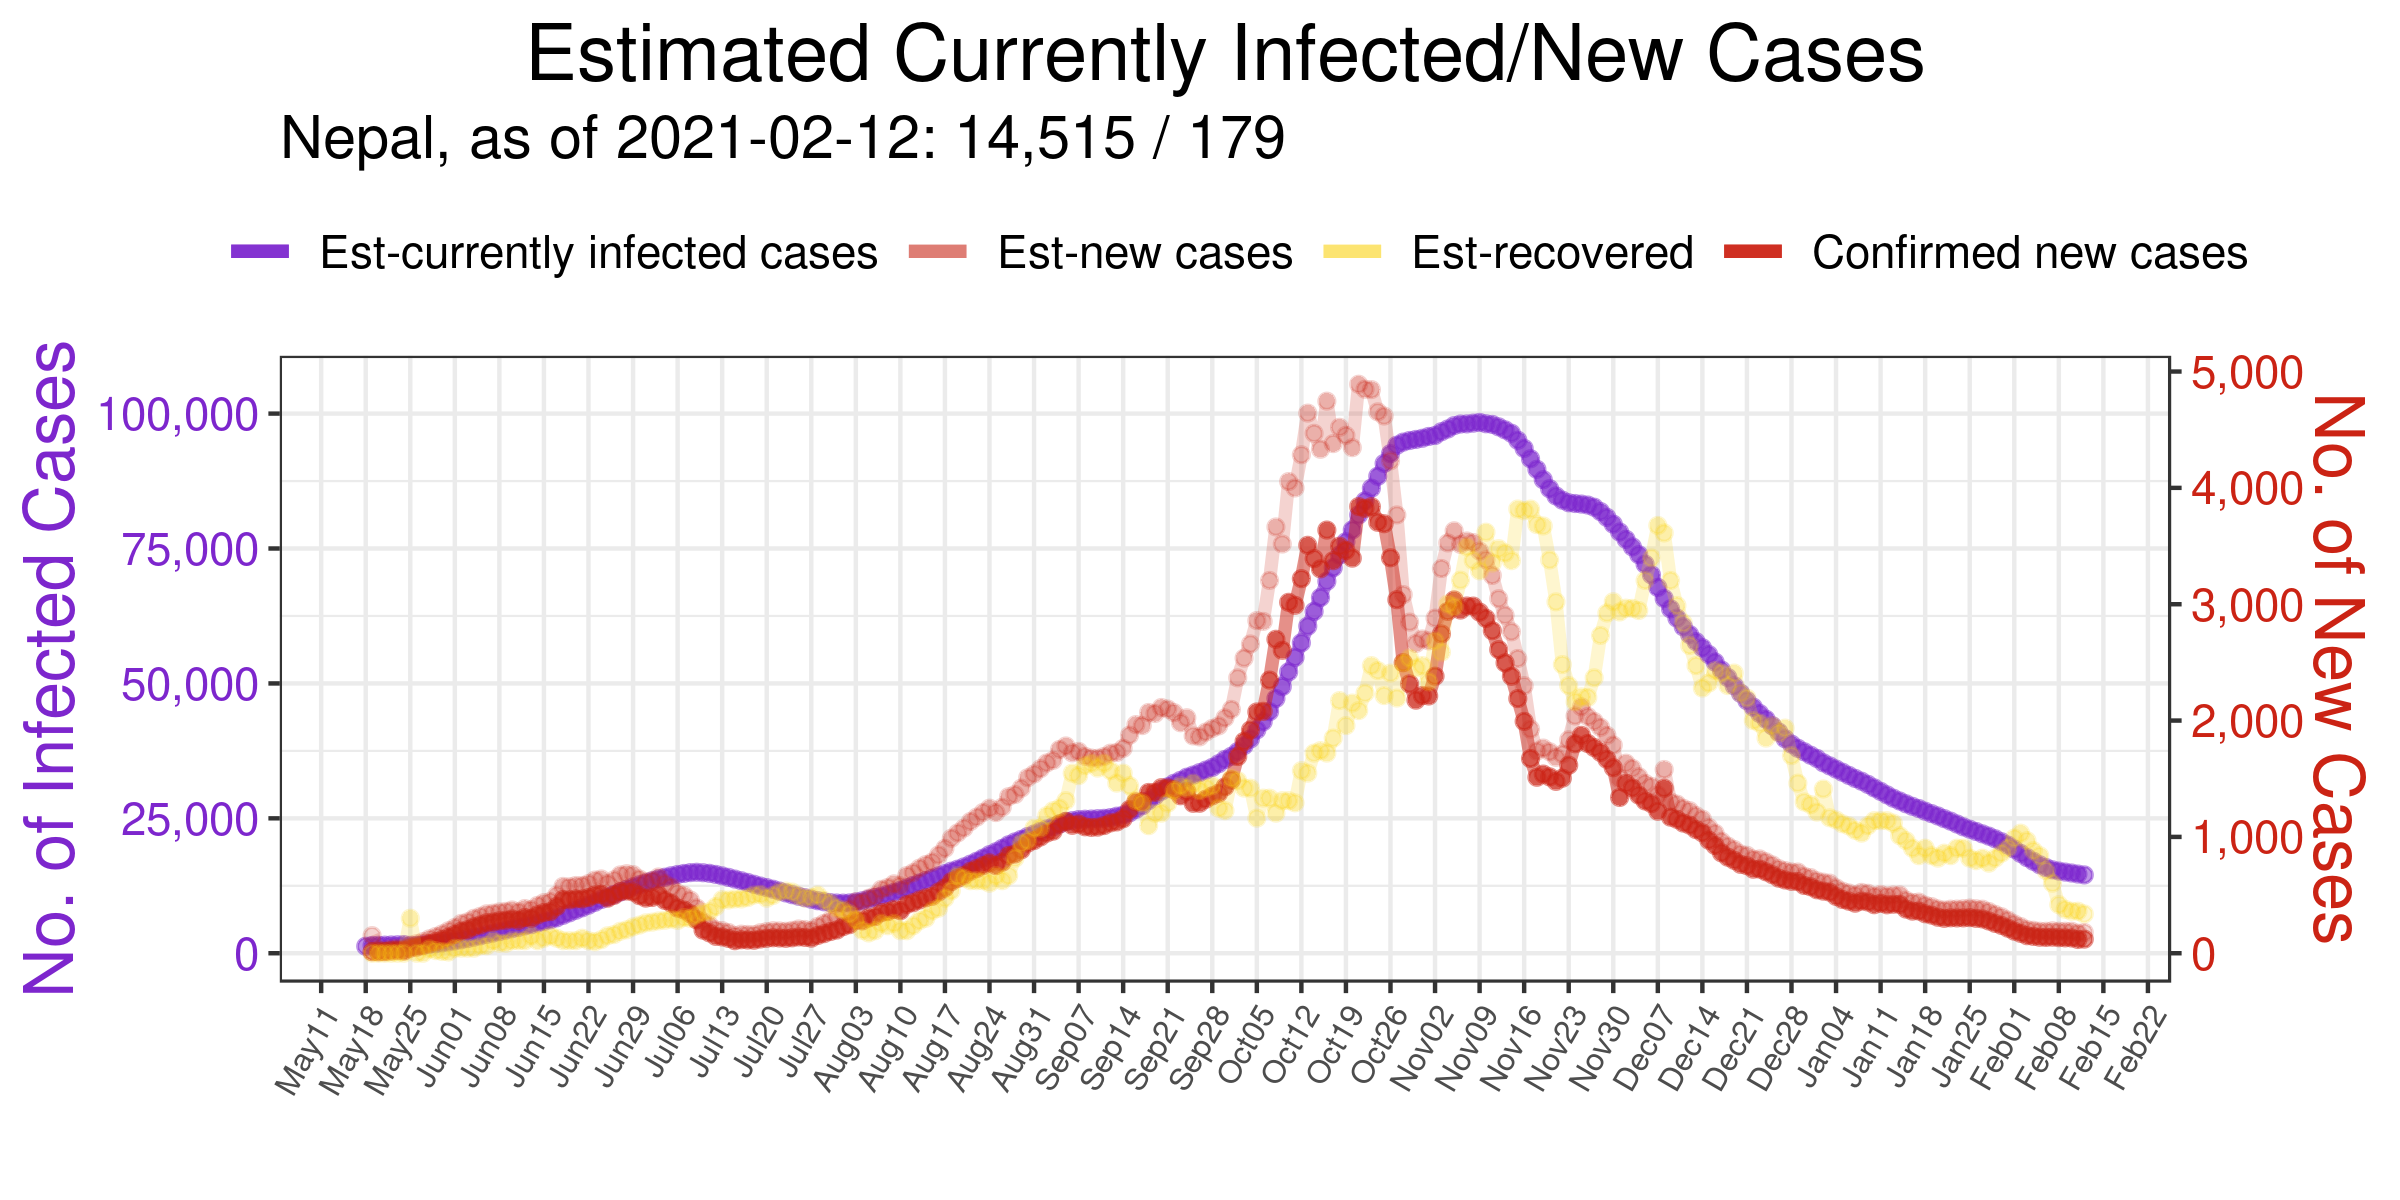 Estimated Currently Infected/New Cases
Nepal, as of 2021-02-12: 14,515 / 179
Est-currently infected cases Est-new cases Est-recovered Confirmed new cases
No. of Infected Cases
100,000
75,000
50,000
25,000
0
5,000
4,000
3,000
2,000
1,000
0
No. of New Cases
May11 May18 May25 Jun01 Jun08 Jun15 Jun22 Jun29 Jul06 Jul13 Jul20 Jul27 Aug03 Aug10 Aug17 Aug24 Aug31 Sep07 Sep14 Sep21 Sep28 Oct05 Oct12 Oct19 Oct26 Nov02 Nov09 Nov16 Nov23 Nov30 Dec07 Dec14 Dec21 Dec28 Jan04 Jan11 Jan18 Jan25 Feb01 Feb08 Feb15 Feb22